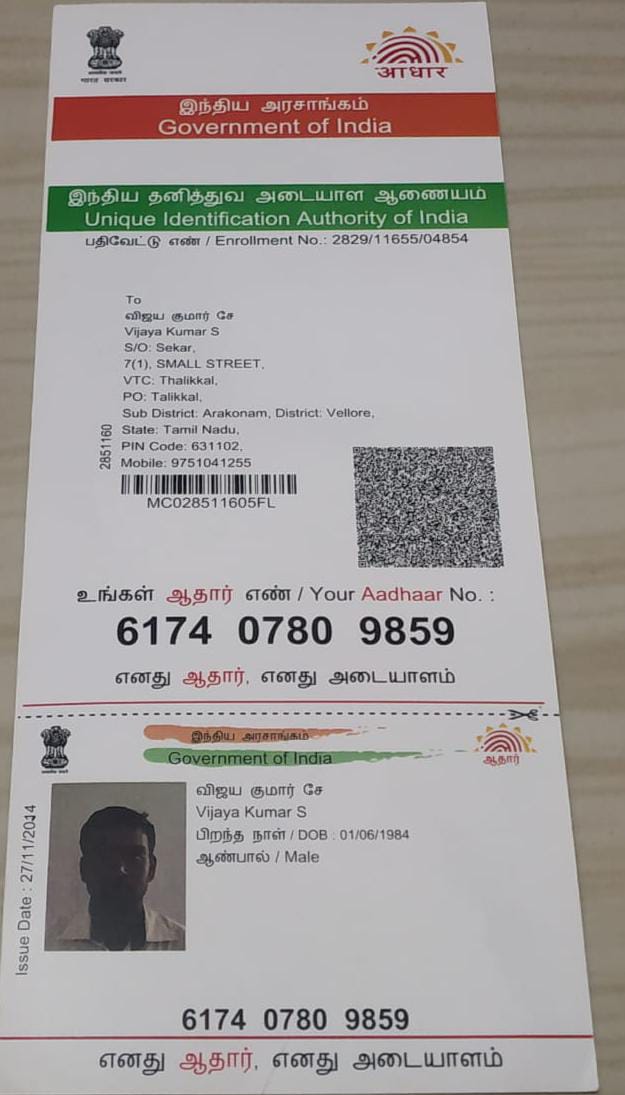 भारत सरकार
आधार
இந்திய அரசாங்கம்
Government of India
இந்திய தனித்துவ அடையாள ஆணையம்
Unique Identification Authority of India
பதிவேட்டு எண் / Enrollment No.: 2829/11655/04854
To
விஜய குமார் சே
Vijaya Kumar S
S/O: Sekar,
7(1), SMALL STREET,
VTC: Thalikkal,
PO: Talikkal,
Sub District: Arakonam, District: Vellore,
State: Tamil Nadu,
PIN Code: 631102,
Mobile: 9751041255
2851160
MC028511605FL
உங்கள் ஆதார் எண் / Your Aadhaar No. :
6174 0780 9859
எனது ஆதார், எனது அடையாளம்
இந்திய அரசாங்கம்
Government of India
ஆதார்
விஜய குமார் சே
Vijaya Kumar S
பிறந்த நாள் / DOB : 01/06/1984
ஆண்பால் / Male
Issue Date : 27/11/2014
6174 0780 9859
எனது ஆதார், எனது அடையாளம்